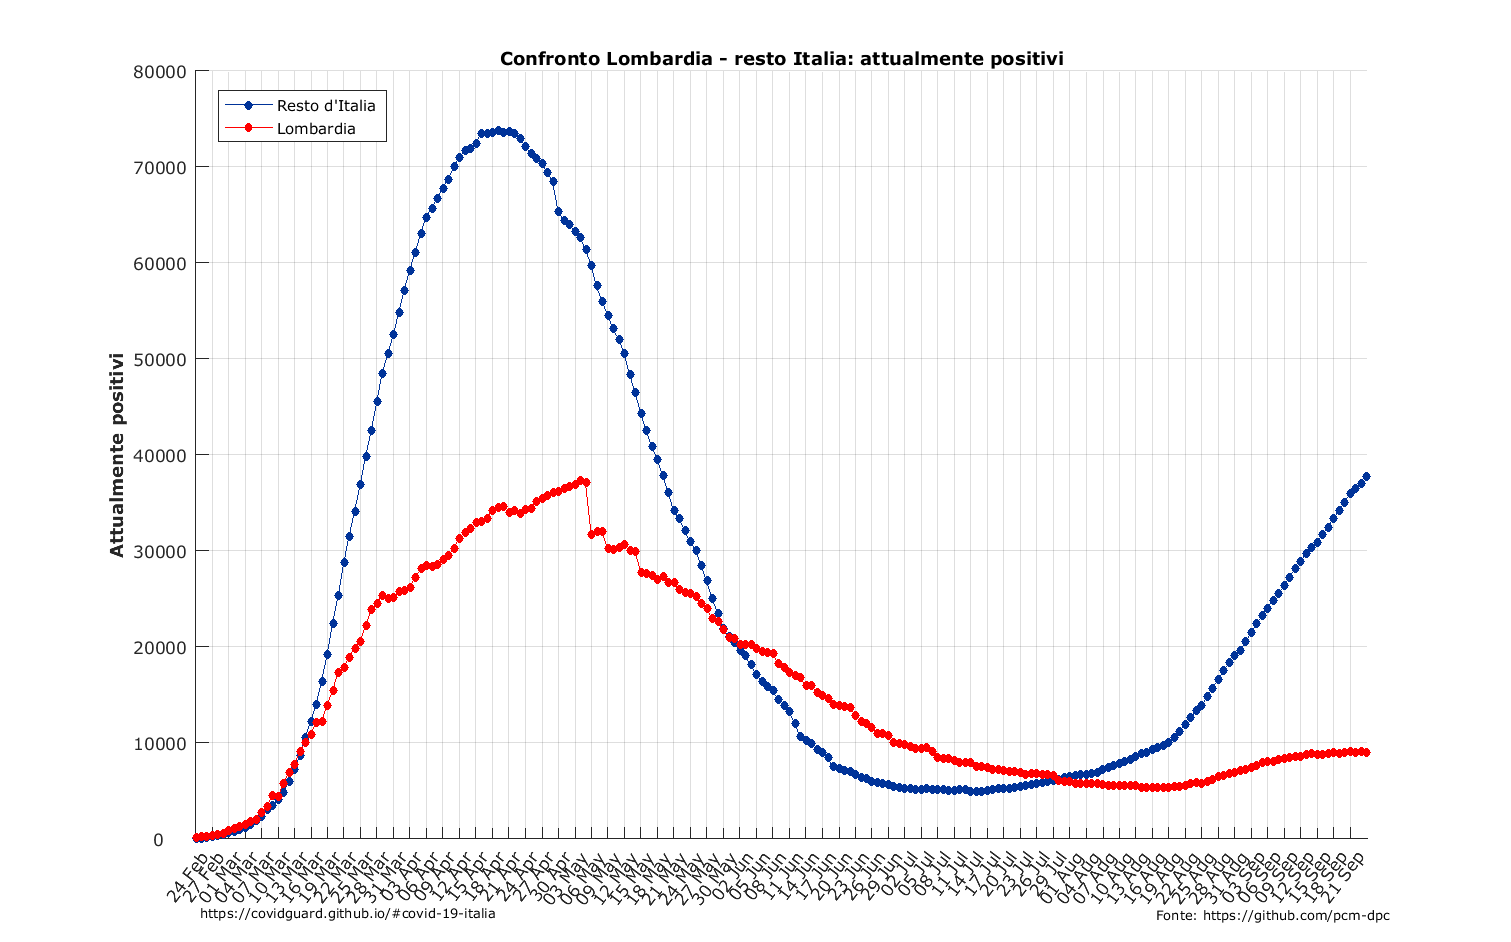 Confronto Lombardia - resto Italia: attualmente positivi
Resto d'Italia
Lombardia
Attualmente positivi
80000
70000
60000
50000
40000
30000
20000
10000
0
24 Feb
27 Feb
01 Mar
04 Mar
07 Mar
10 Mar
13 Mar
16 Mar
19 Mar
22 Mar
25 Mar
28 Mar
31 Mar
03 Apr
06 Apr
09 Apr
12 Apr
15 Apr
18 Apr
21 Apr
24 Apr
27 Apr
30 Apr
03 May
06 May
09 May
12 May
15 May
18 May
21 May
24 May
27 May
30 May
02 Jun
05 Jun
08 Jun
11 Jun
14 Jun
17 Jun
20 Jun
23 Jun
26 Jun
29 Jun
02 Jul
05 Jul
08 Jul
11 Jul
14 Jul
17 Jul
20 Jul
23 Jul
26 Jul
29 Jul
01 Aug
04 Aug
07 Aug
10 Aug
13 Aug
16 Aug
19 Aug
22 Aug
25 Aug
28 Aug
31 Aug
03 Sep
06 Sep
09 Sep
12 Sep
15 Sep
18 Sep
21 Sep
https://covidguard.github.io/#covid-19-italia
Fonte: https://github.com/pcm-dpc